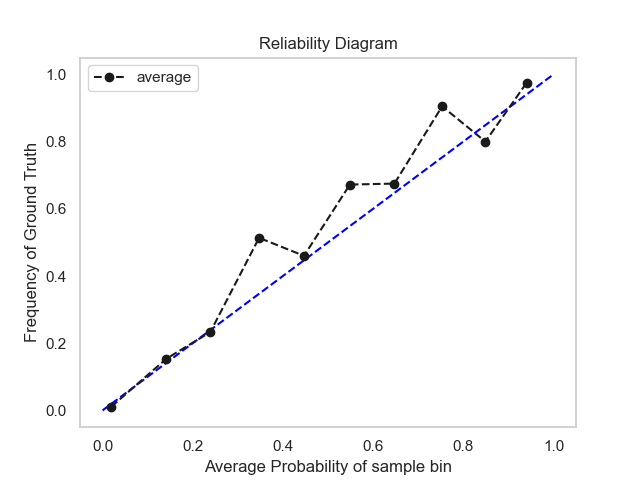 Reliability Diagram
average
Frequency of Ground Truth
1.0
0.8
0.6
0.4
0.2
0.0
0.0 0.2 0.4 0.6 0.8 1.0
Average Probability of sample bin